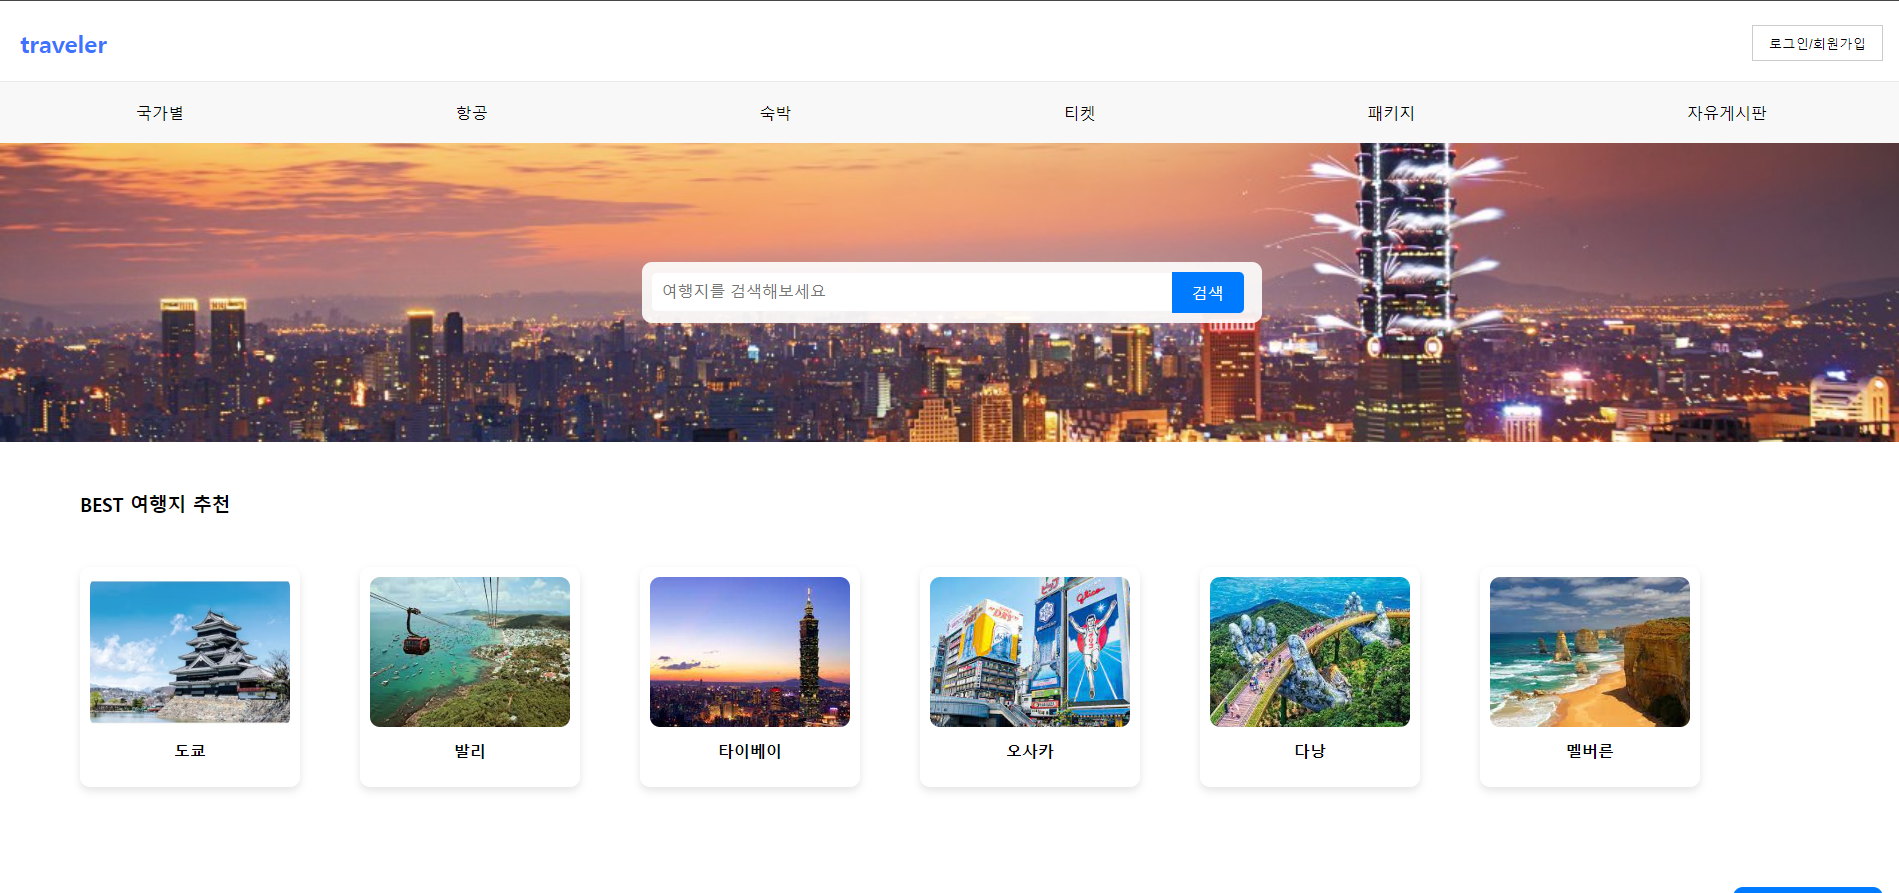 traveler
로그인/회원가입
국가별 항공 숙박 티켓 패키지 자유게시판
여행지를 검색해보세요 검색
BEST 여행지 추천
Glico
도쿄 발리 타이베이 오사카 다낭 멜버른